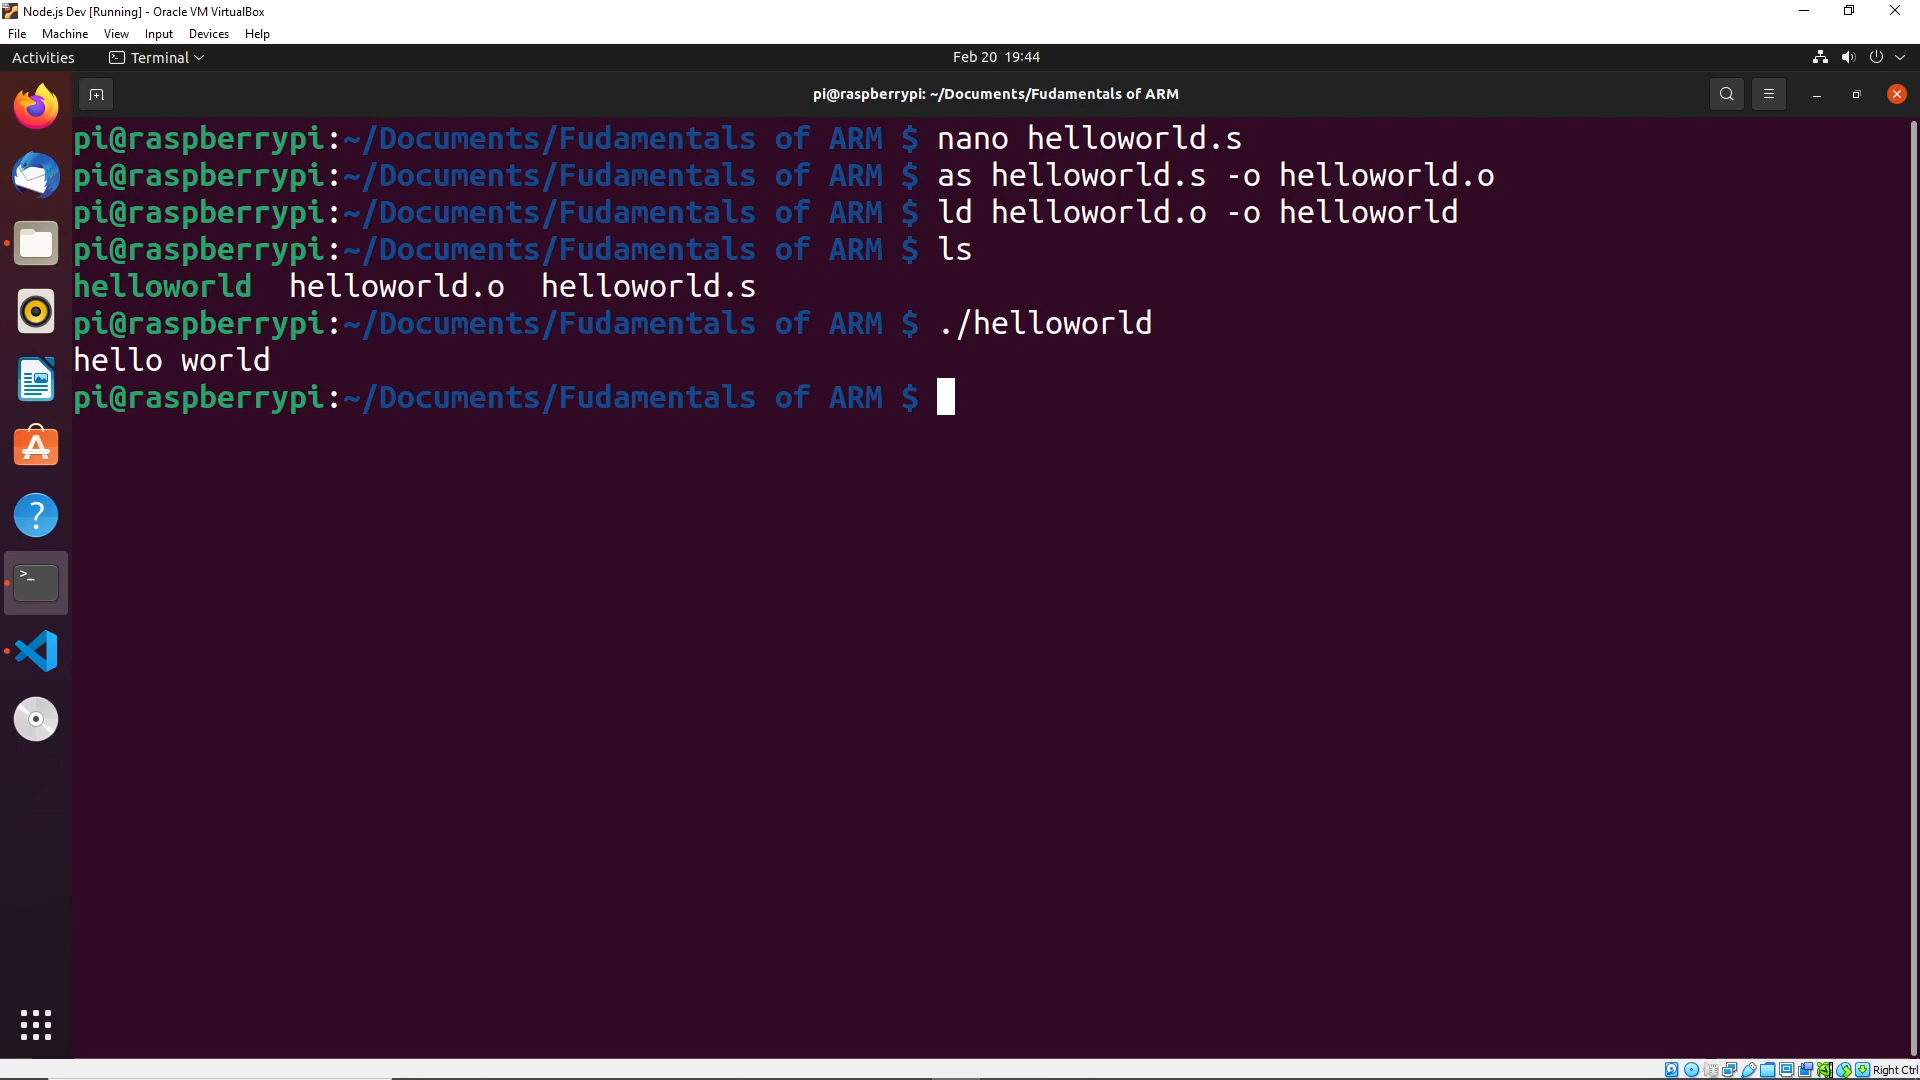 Node.js Dev [Running] - Oracle VM VirtualBox
File Machine View Input Devices Help
Activities Terminal Feb 20 19:44
pi@raspberrypi: ~/Documents/Fudamentals of ARM
pi@raspberrypi:~/Documents/Fudamentals of ARM $ nano helloworld.s
pi@raspberrypi:~/Documents/Fudamentals of ARM $ as helloworld.s -o helloworld.o
pi@raspberrypi:~/Documents/Fudamentals of ARM $ ld helloworld.o -o helloworld
pi@raspberrypi:~/Documents/Fudamentals of ARM $ ls
helloworld helloworld.o helloworld.s
pi@raspberrypi:~/Documents/Fudamentals of ARM $ ./helloworld
hello world
pi@raspberrypi:~/Documents/Fudamentals of ARM $
Right Ctrl